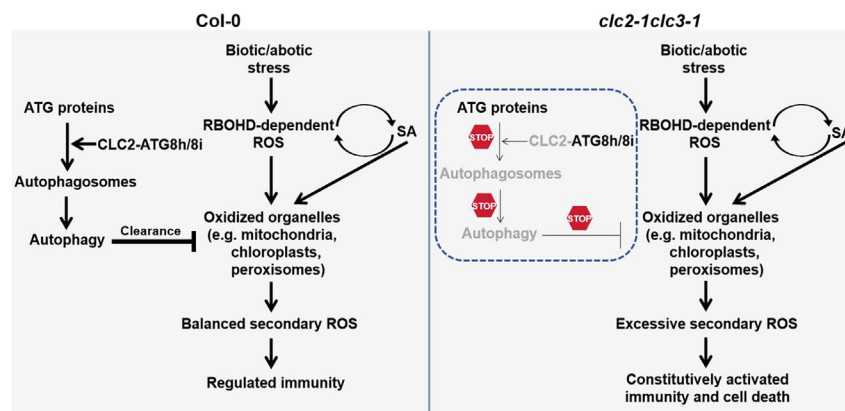 Col-0
Biotic/abotic
stress
ATG proteins
RBOHD-dependent
ROS
SA
CLC2-ATG8h/8i
Autophagosomes
Oxidized organelles
(e.g. mitochondria,
chloroplasts,
peroxisomes)
Autophagy
Clearance
Balanced secondary ROS
Regulated immunity
clc2-1clc3-1
Biotic/abotic
stress
ATG proteins
STOP
CLC2-ATG8h/8i
RBOHD-dependent
ROS
SA
Autophagosomes
STOP
STOP
Autophagy
Oxidized organelles
(e.g. mitochondria,
chloroplasts,
peroxisomes)
Excessive secondary ROS
Constitutively activated
immunity and cell death